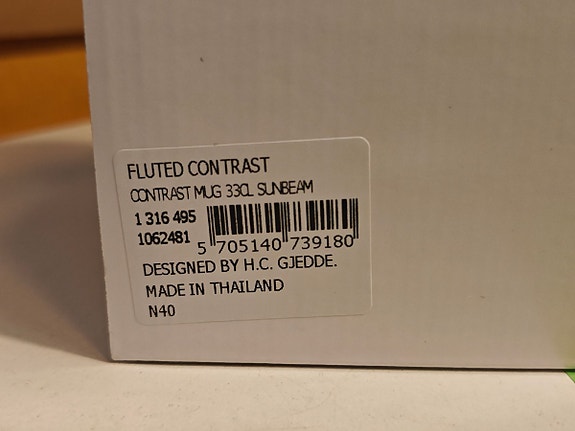 FLUTED CONTRAST
CONTRAST MUG 33CL SUNBEAM
1 316 495
1062481
5 705140 739180
DESIGNED BY H.C. GJEDDE.
MADE IN THAILAND
N40